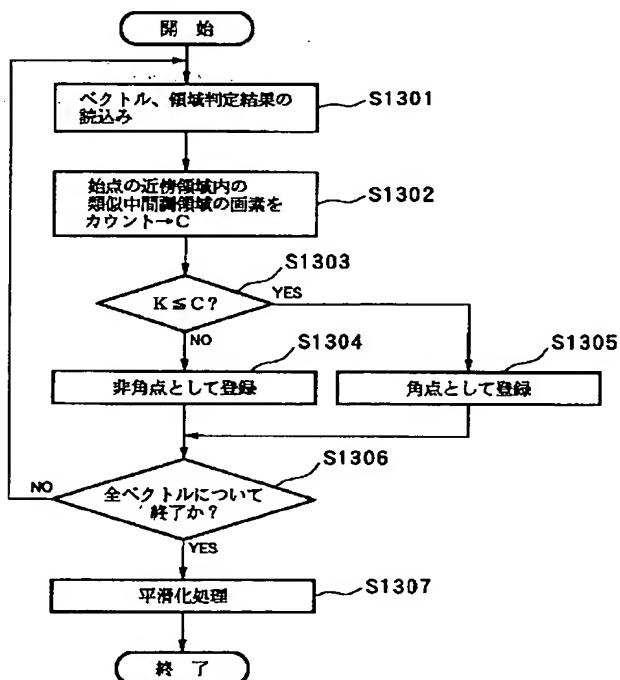 開 始
ベクトル、領域判定結果の
読込み
S1301
始点の近傍領域内の
類似中間調領域の画素を
カウント→C
S1302
S1303
K≦C?
YES
NO
S1304
非角点として登録
S1305
角点として登録
S1306
NO
全ベクトルについて
終了か?
YES
平滑化処理
S1307
終 了